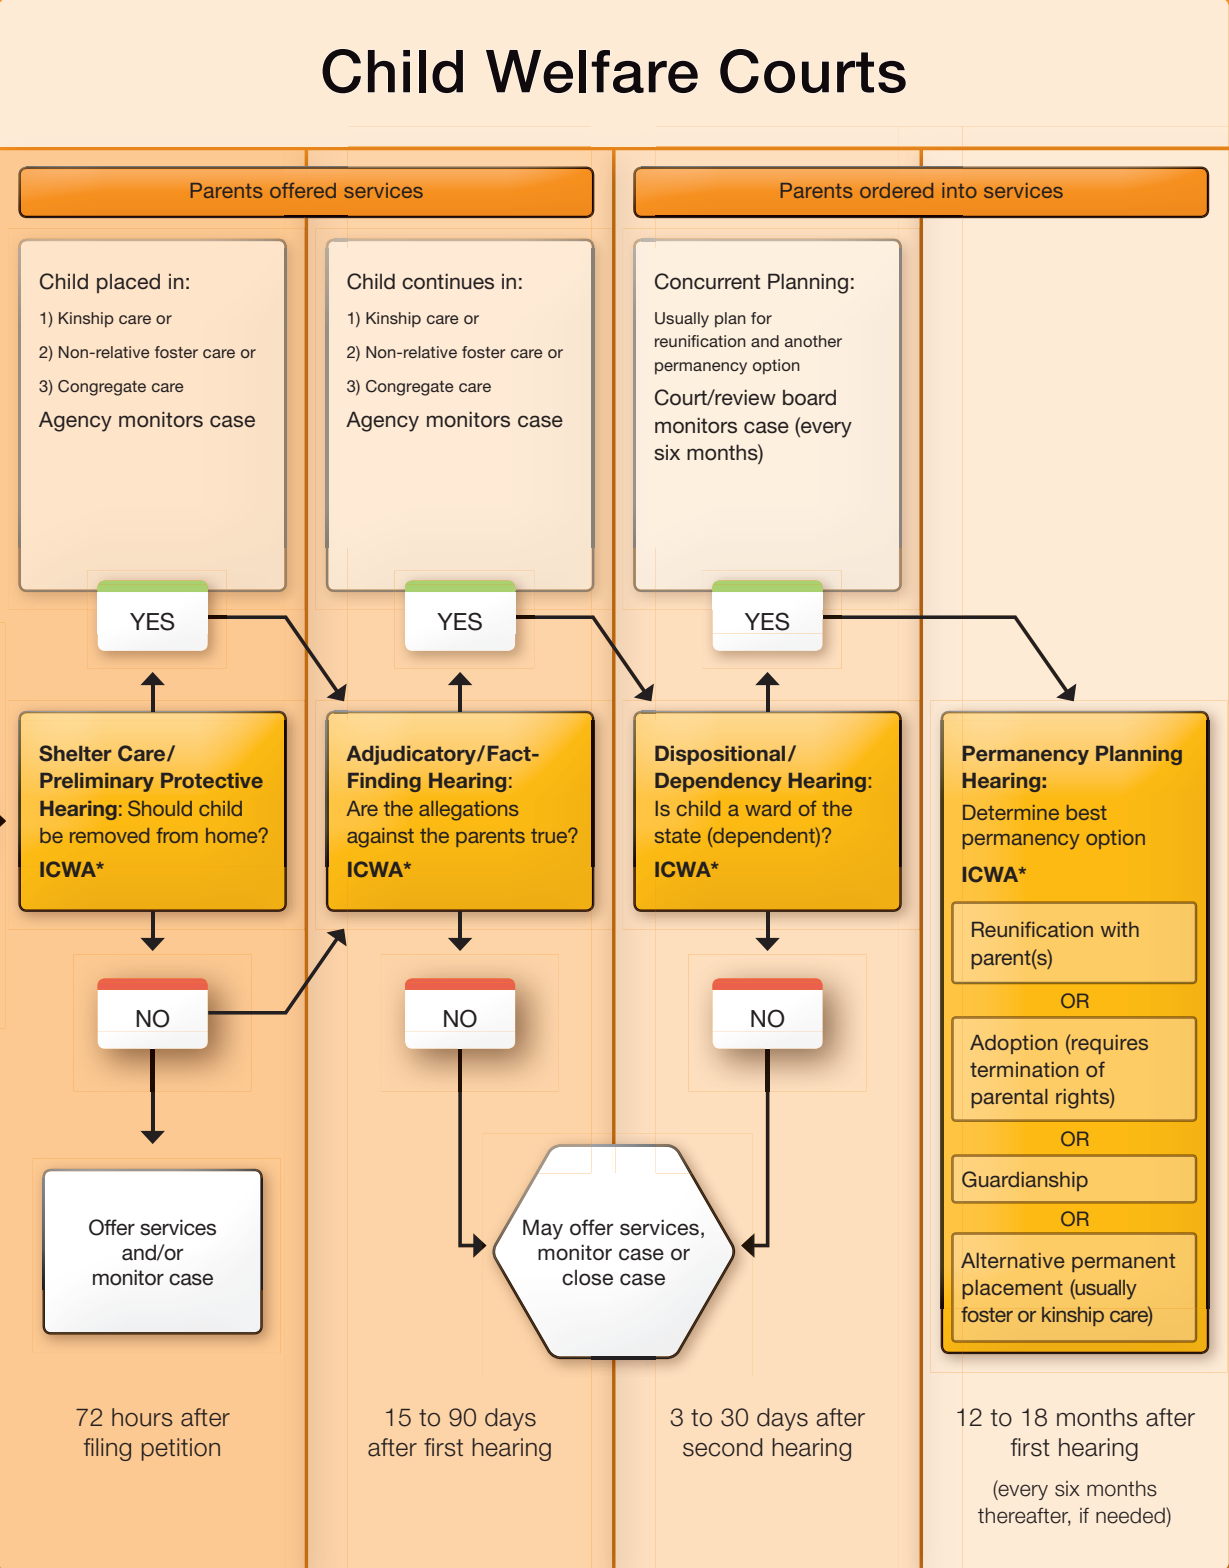 Child Welfare Courts
Parents offered services
Parents ordered into services
Child placed in:
1) Kinship care or
2) Non-relative foster care or
3) Congregate care
Agency monitors case
Child continues in:
1) Kinship care or
2) Non-relative foster care or
3) Congregate care
Agency monitors case
Concurrent Planning:
Usually plan for
reunification and another
permanency option
Court/review board
monitors case (every
six months)
YES
YES
YES
Shelter Care/
Preliminary Protective
Hearing: Should child
be removed from home?
ICWA*
Adjudicatory/Fact-
Finding Hearing:
Are the allegations
against the parents true?
ICWA*
Dispositional/
Dependency Hearing:
Is child a ward of the
state (dependent)?
ICWA*
Permanency Planning
Hearing:
Determine best
permanency option
ICWA*
Reunification with
parent(s)
OR
Adoption (requires
termination of
parental rights)
OR
Guardianship
OR
Alternative permanent
placement (usually
foster or kinship care)
NO
NO
NO
Offer services
and/or
monitor case
May offer services,
monitor case or
close case
72 hours after
filing petition
15 to 90 days
after first hearing
3 to 30 days after
second hearing
12 to 18 months after
first hearing
(every six months
thereafter, if needed)